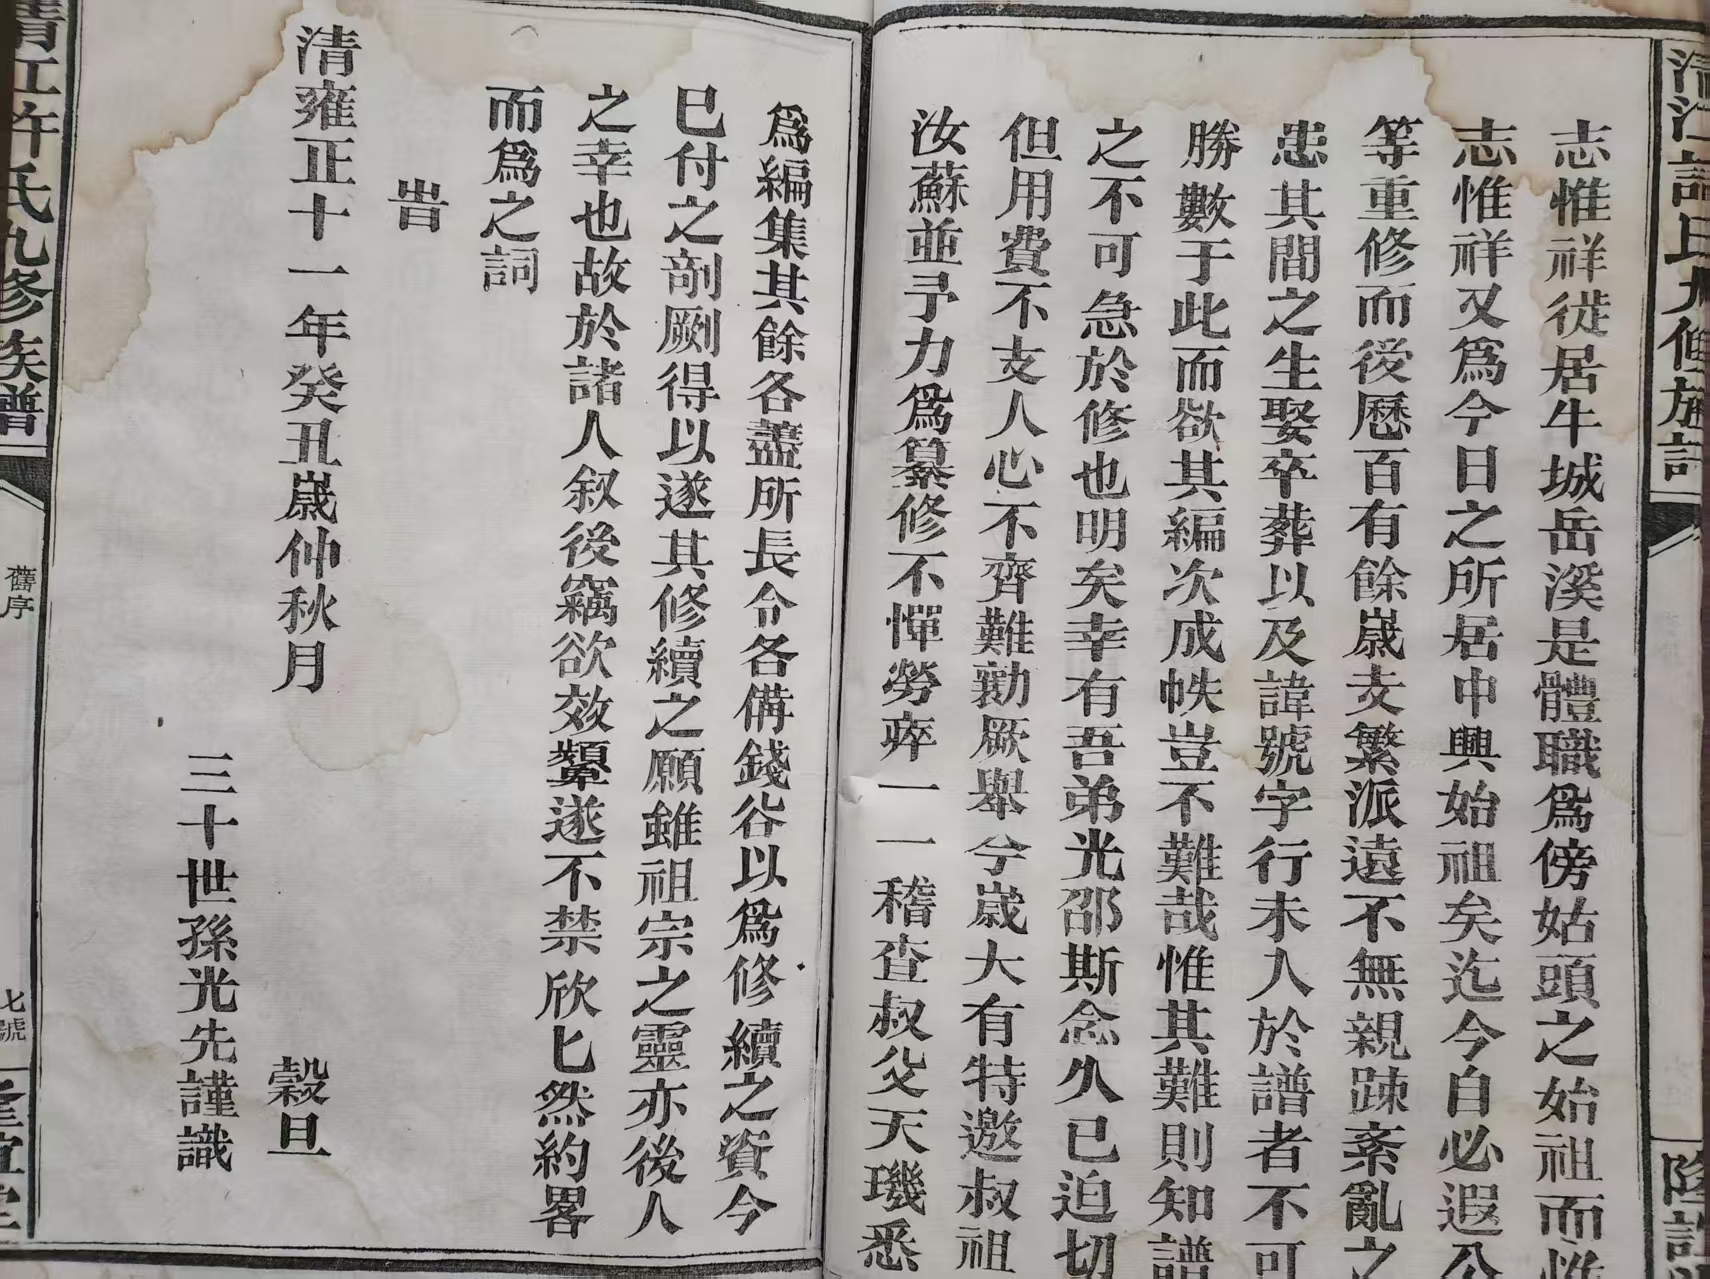 清江許氏九修族譜
志惟祥徙居牛城岳溪是體職爲傍姑頭之始祖而惟
志惟祥又爲今日之所居中興始祖矣迄今自必遐公
等重修而後歷百有餘歲支繁派遠不無親踈紊亂之
患其間之生娶卒葬以及諱號字行未入於譜者不可
勝數于此而欲其編次成帙豈不難哉惟其難則知譜
之不可急於修也明矣幸有吾弟光邵斯念久已迫切
但用費不支人心不齊難勷厥舉今歲大有特邀叔祖
汝蘇並予力爲纂修不憚勞瘁一一稽查叔父天璣悉
爲編集其餘各藎所長令各備錢谷以爲修續之資今
已付之剞劂得以遂其修續之願雖祖宗之靈亦後人
之幸也故於諸人叙後竊欲效顰遂不禁欣匕然約畧
而爲之詞
旹
清雍正十一年癸丑歲仲秋月
穀旦
三十世孫光先謹識
清江許氏九修族譜
舊序
七號